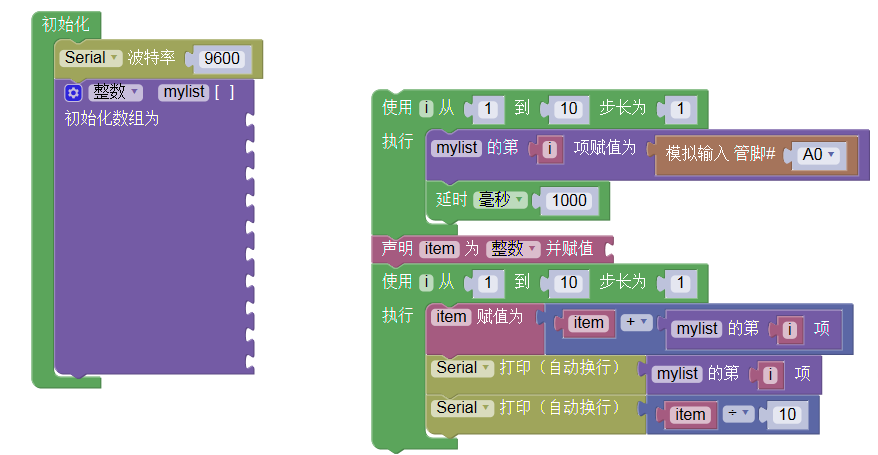 初始化
Serial 波特率 9600
整数 mylist [ ]
初始化数组为
使用 i 从 1 到 10 步长为 1
执行 mylist 的第 i 项赋值为 模拟输入 管脚# A0
延时 毫秒 1000
声明 item 为 整数 并赋值
使用 i 从 1 到 10 步长为 1
执行 item 赋值为 item + mylist 的第 i 项
Serial 打印（自动换行） mylist 的第 i 项
Serial 打印（自动换行） item ÷ 10